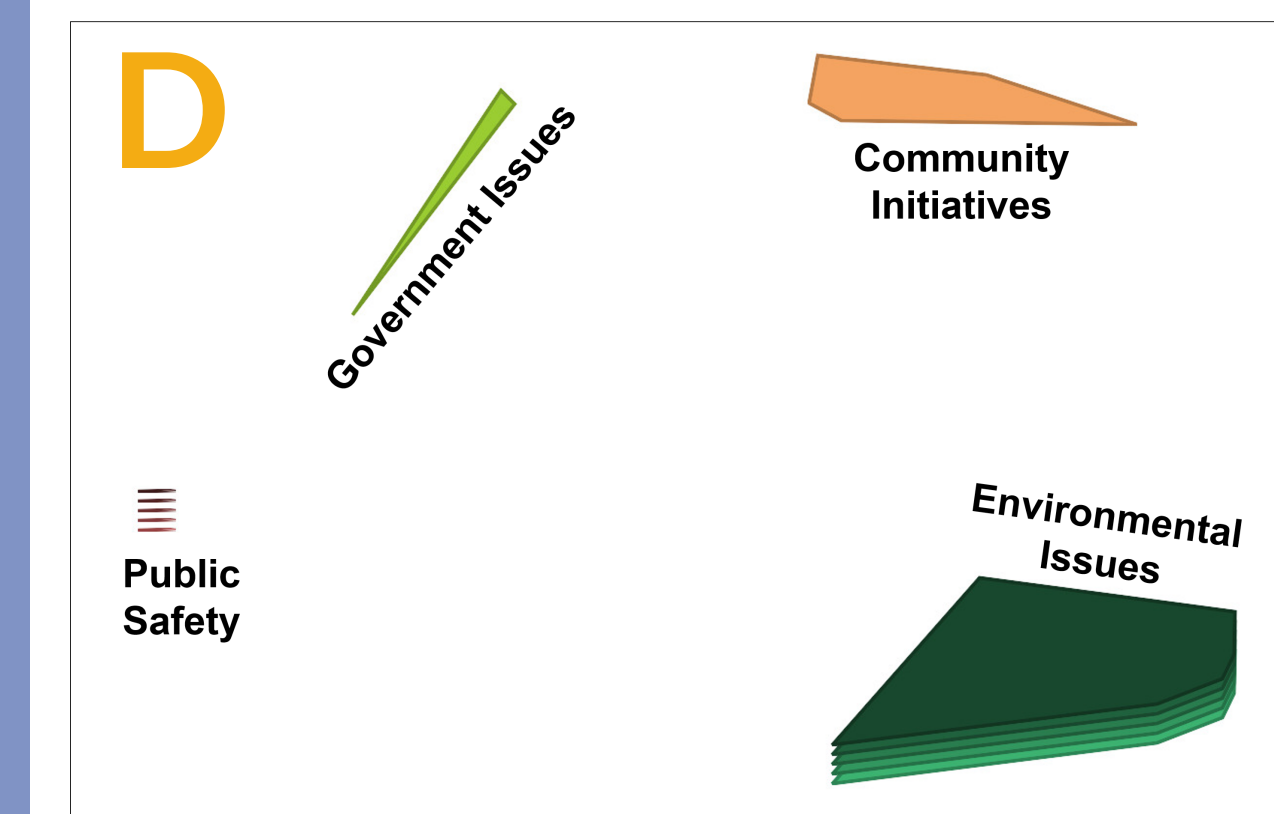 D
Government Issues
Community
Initiatives
Public
Safety
Environmental
Issues